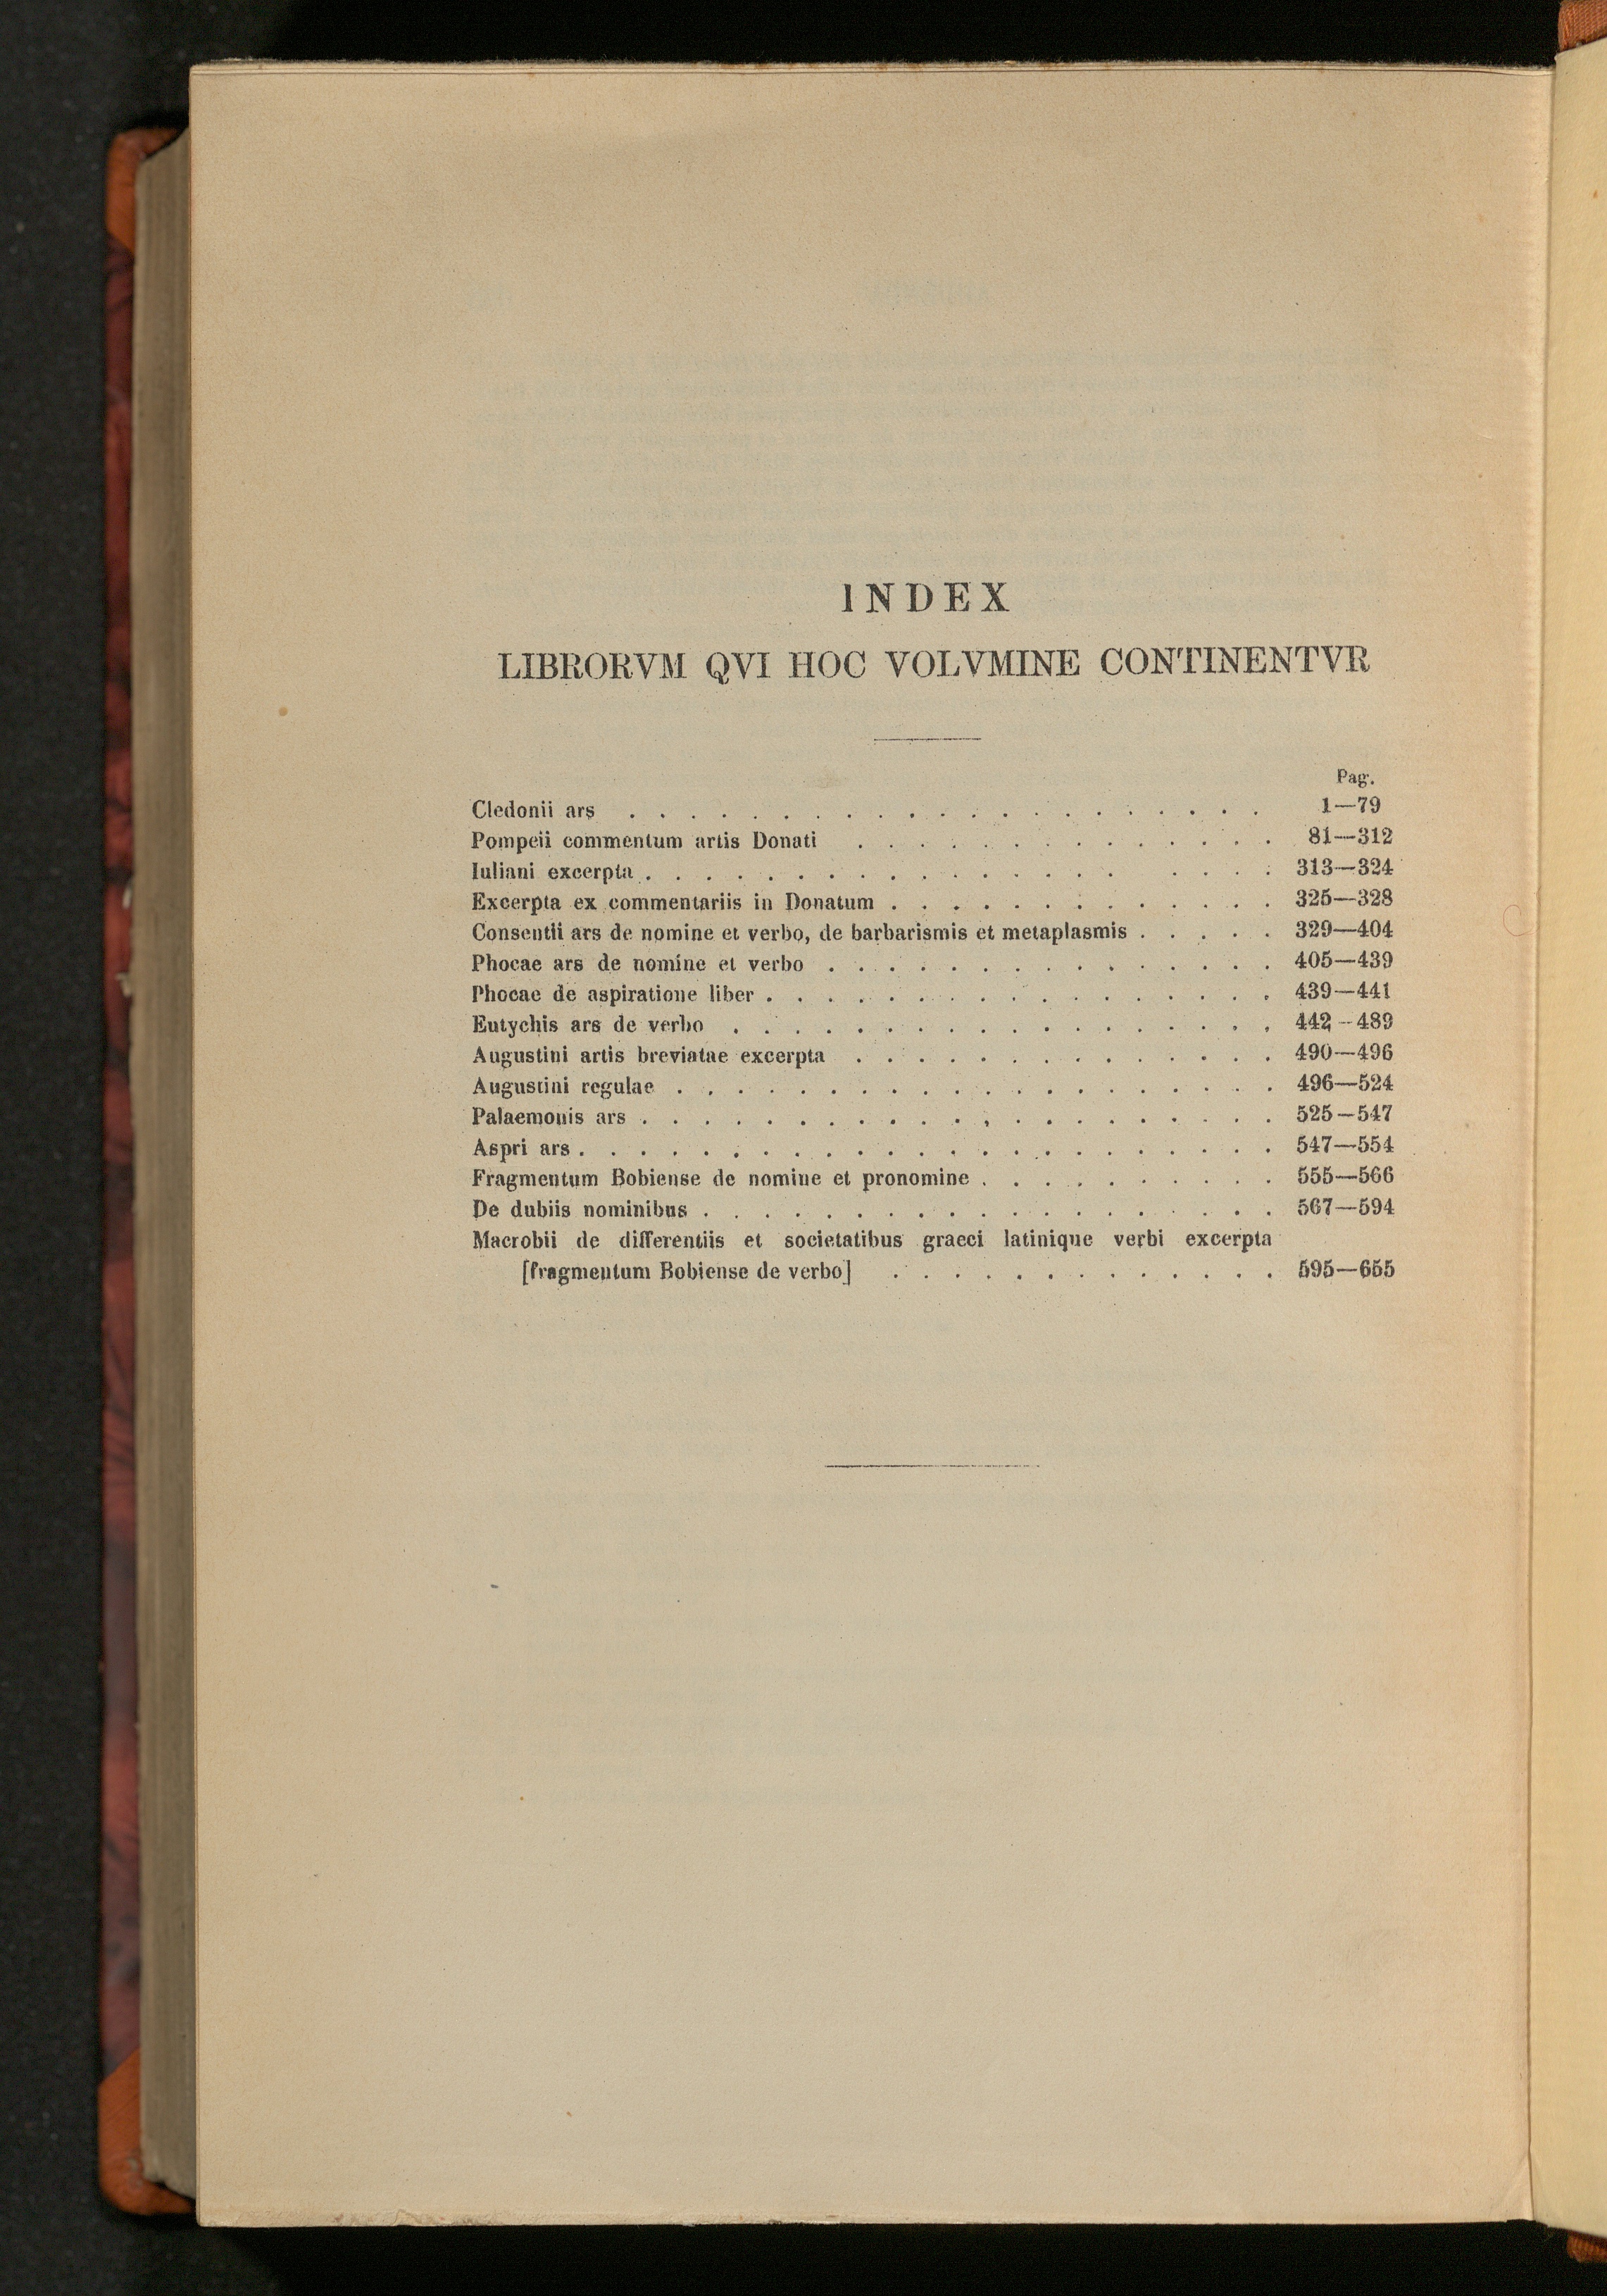 INDEX
LIBRORVM QVI HOC VOLVMINE CONTINENTVR
Pag.
Cledonii ars . . . . . . . . . . . . . . . . . . . . . 1—79
Pompeii commentum artis Donati . . . . . . . . . . . . . . 81—312
Iuliani excerpta . . . . . . . . . . . . . . . . . . . . 313—324
Excerpta ex commentariis in Donatum . . . . . . . . . . . . . 325—328
Consentii ars de nomine et verbo, de barbarismis et metaplasmis . . . . . 329—404
Phocae ars de nomine et verbo . . . . . . . . . . . . . . . 405—439
Phocae de aspiratione liber . . . . . . . . . . . . . . . . . 439—441
Eutychis ars de verbo . . . . . . . . . . . . . . . . . . 442—489
Augustini artis breviatae excerpta . . . . . . . . . . . . . . 490—496
Augustini regulae . . . . . . . . . . . . . . . . . . . . 496—524
Palaemonis ars . . . . . . . . . . . . . . . . . . . . . 525—547
Aspri ars . . . . . . . . . . . . . . . . . . . . . . . 547—554
Fragmentum Bobiense de nomine et pronomine . . . . . . . . . . 555—566
De dubiis nominibus . . . . . . . . . . . . . . . . . . . 567—594
Macrobii de differentiis et societatibus graeci latinique verbi excerpta
[fragmentum Bobiense de verbo] . . . . . . . . . . . . . 595—655